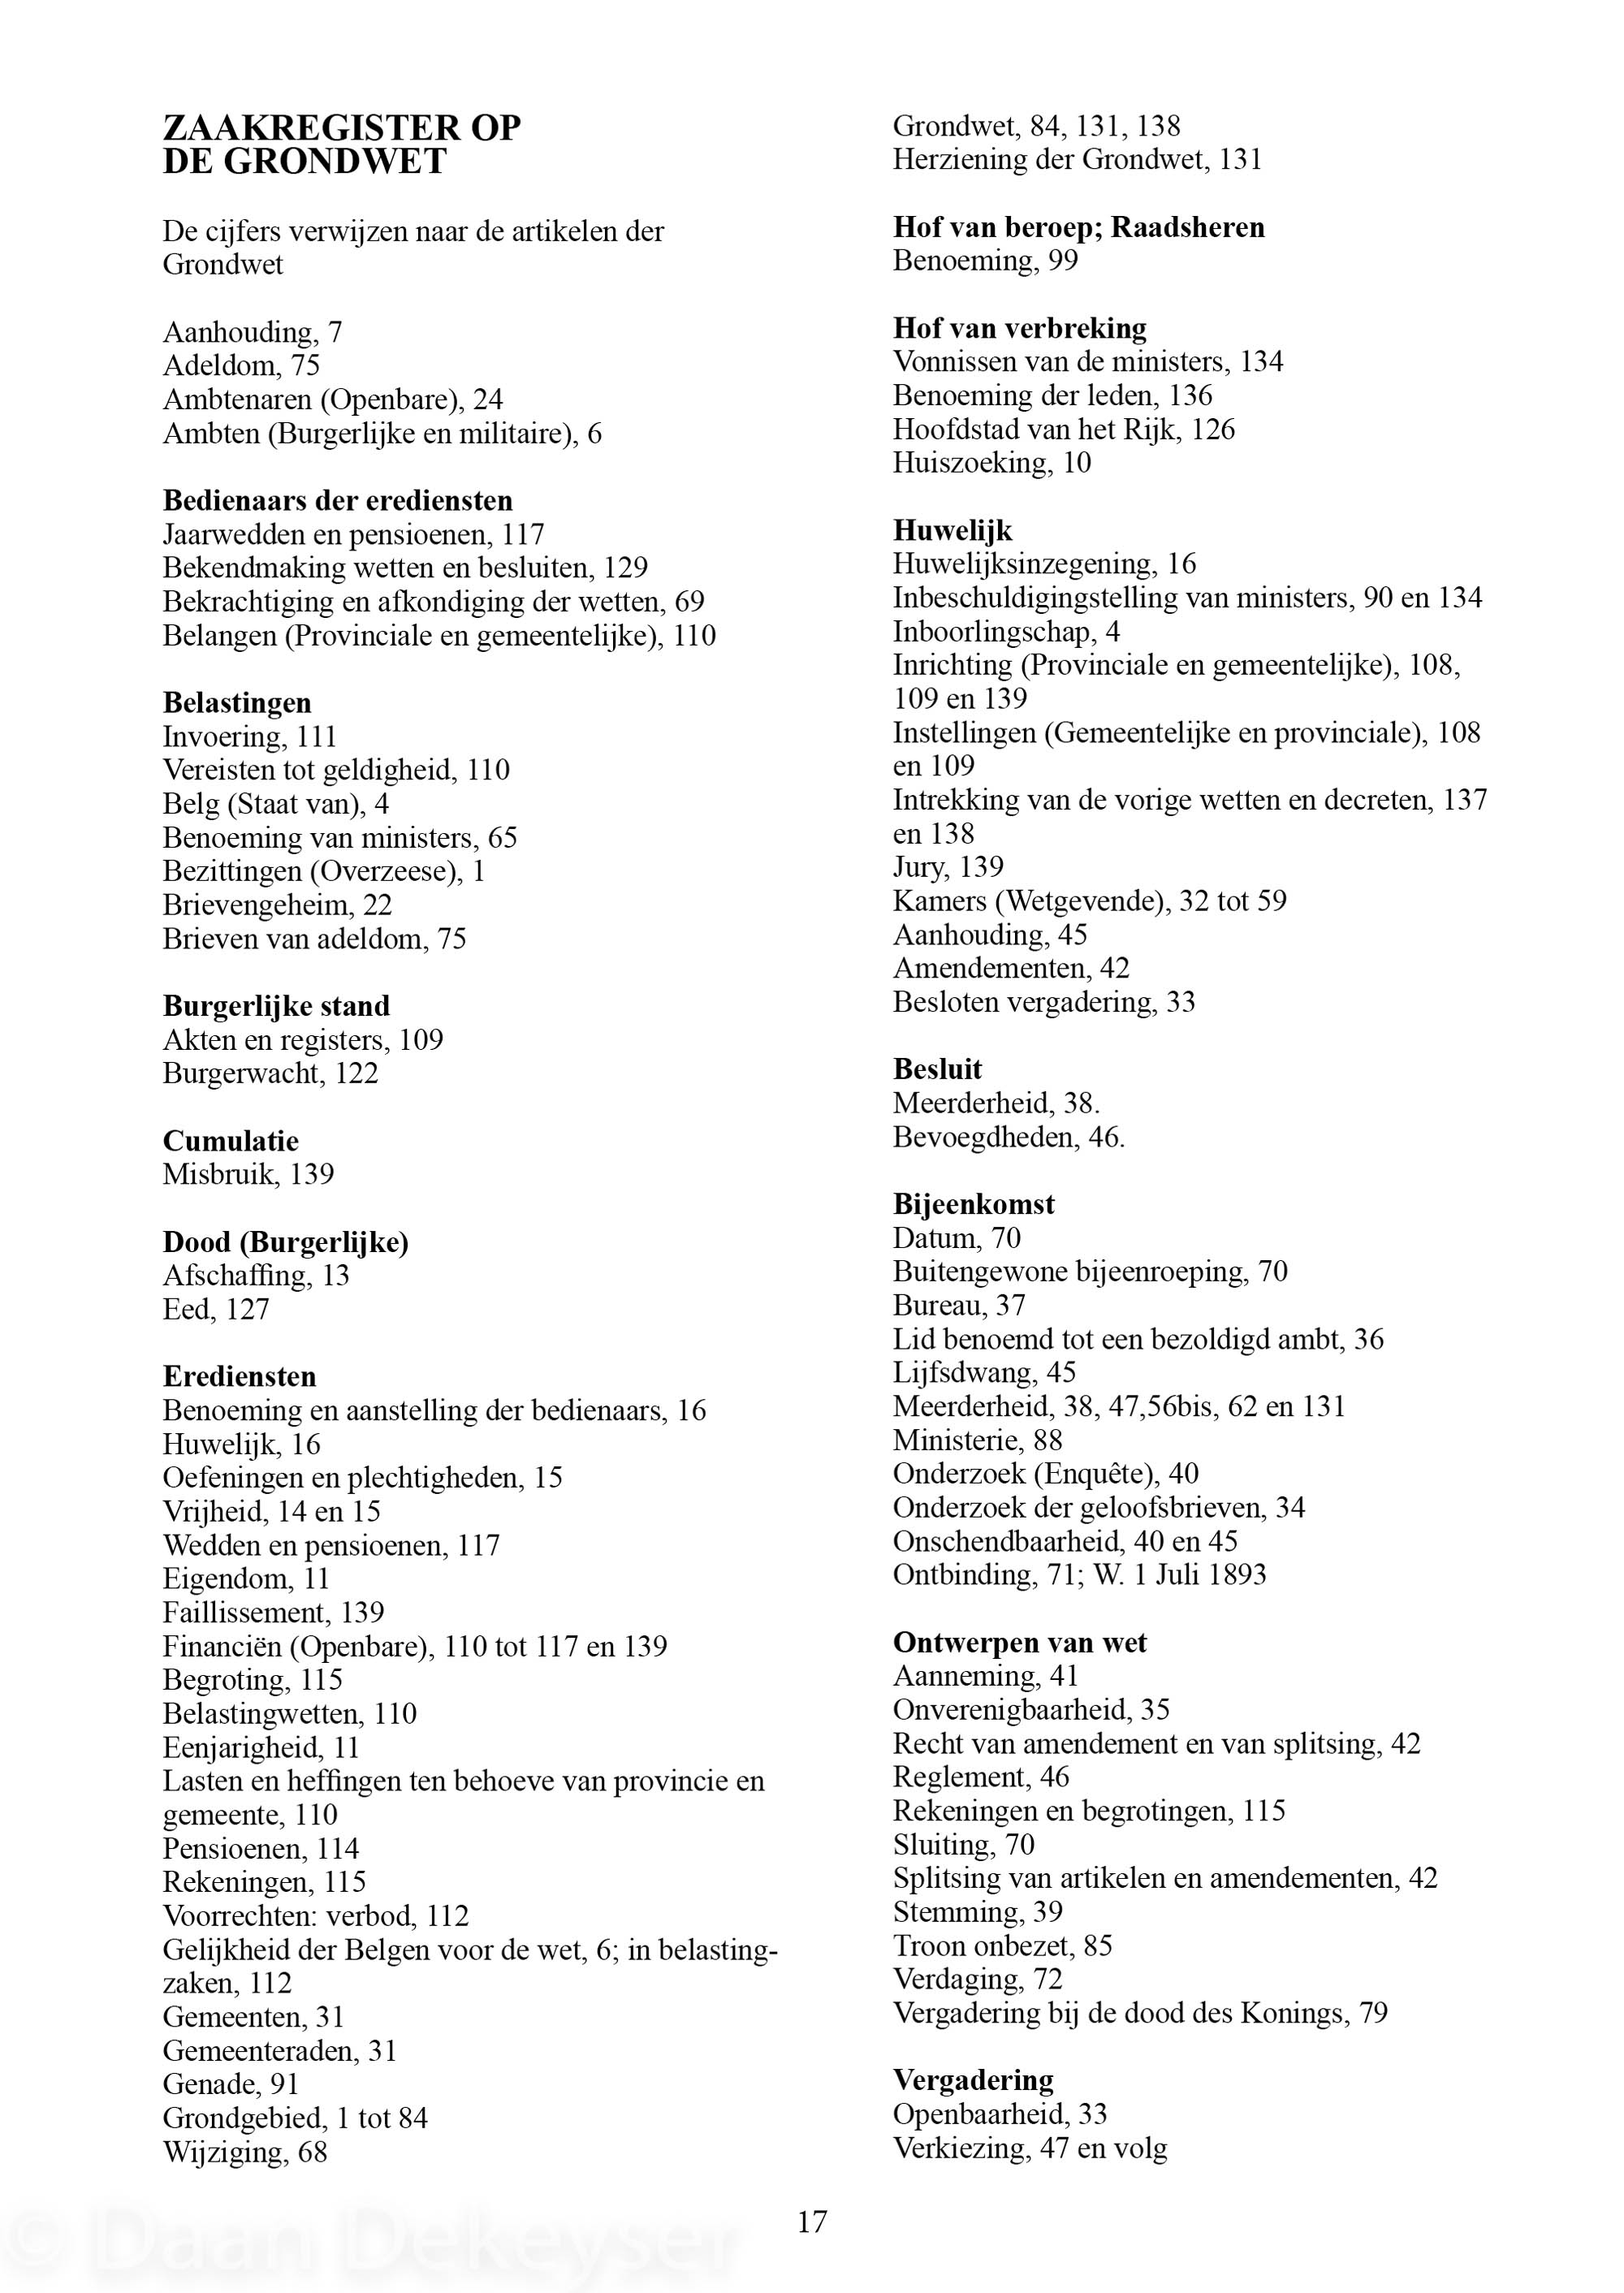 ZAAKREGISTER OP
DE GRONDWET
De cijfers verwijzen naar de artikelen der
Grondwet
Aanhouding, 7
Adeldom, 75
Ambtenaren (Openbare), 24
Ambten (Burgerlijke en militaire), 6
Bedienaars der erediensten
Jaarwedden en pensioenen, 117
Bekendmaking wetten en besluiten, 129
Bekrachtiging en afkondiging der wetten, 69
Belangen (Provinciale en gemeentelijke), 110
Belastingen
Invoering, 111
Vereisten tot geldigheid, 110
Belg (Staat van), 4
Benoeming van ministers, 65
Bezittingen (Overzeese), 1
Brievengeheim, 22
Brieven van adeldom, 75
Burgerlijke stand
Akten en registers, 109
Burgerwacht, 122
Cumulatie
Misbruik, 139
Dood (Burgerlijke)
Afschaffing, 13
Eed, 127
Erediensten
Benoeming en aanstelling der bedienaars, 16
Huwelijk, 16
Oefeningen en plechtigheden, 15
Vrijheid, 14 en 15
Wedden en pensioenen, 117
Eigendom, 11
Faillissement, 139
Financiën (Openbare), 110 tot 117 en 139
Begroting, 115
Belastingwetten, 110
Eenjarigheid, 11
Lasten en heffingen ten behoeve van provincie en
gemeente, 110
Pensioenen, 114
Rekeningen, 115
Voorrechten: verbod, 112
Gelijkheid der Belgen voor de wet, 6; in belasting-
zaken, 112
Gemeenten, 31
Gemeenteraden, 31
Genade, 91
Grondgebied, 1 tot 84
Wijziging, 68
Grondwet, 84, 131, 138
Herziening der Grondwet, 131
Hof van beroep; Raadsheren
Benoeming, 99
Hof van verbreking
Vonnissen van de ministers, 134
Benoeming der leden, 136
Hoofdstad van het Rijk, 126
Huiszoeking, 10
Huwelijk
Huwelijksinzegening, 16
Inbeschuldigingstelling van ministers, 90 en 134
Inboorlingschap, 4
Inrichting (Provinciale en gemeentelijke), 108,
109 en 139
Instellingen (Gemeentelijke en provinciale), 108
en 109
Intrekking van de vorige wetten en decreten, 137
en 138
Jury, 139
Kamers (Wetgevende), 32 tot 59
Aanhouding, 45
Amendementen, 42
Besloten vergadering, 33
Besluit
Meerderheid, 38.
Bevoegdheden, 46.
Bijeenkomst
Datum, 70
Buitengewone bijeenroeping, 70
Bureau, 37
Lid benoemd tot een bezoldigd ambt, 36
Lijfsdwang, 45
Meerderheid, 38, 47,56bis, 62 en 131
Ministerie, 88
Onderzoek (Enquête), 40
Onderzoek der geloofsbrieven, 34
Onschendbaarheid, 40 en 45
Ontbinding, 71; W. 1 Juli 1893
Ontwerpen van wet
Aanneming, 41
Onverenigbaarheid, 35
Recht van amendement en van splitsing, 42
Reglement, 46
Rekeningen en begrotingen, 115
Sluiting, 70
Splitsing van artikelen en amendementen, 42
Stemming, 39
Troon onbezet, 85
Verdaging, 72
Vergadering bij de dood des Konings, 79
Vergadering
Openbaarheid, 33
Verkiezing, 47 en volg
17
© Daan Dekeyser